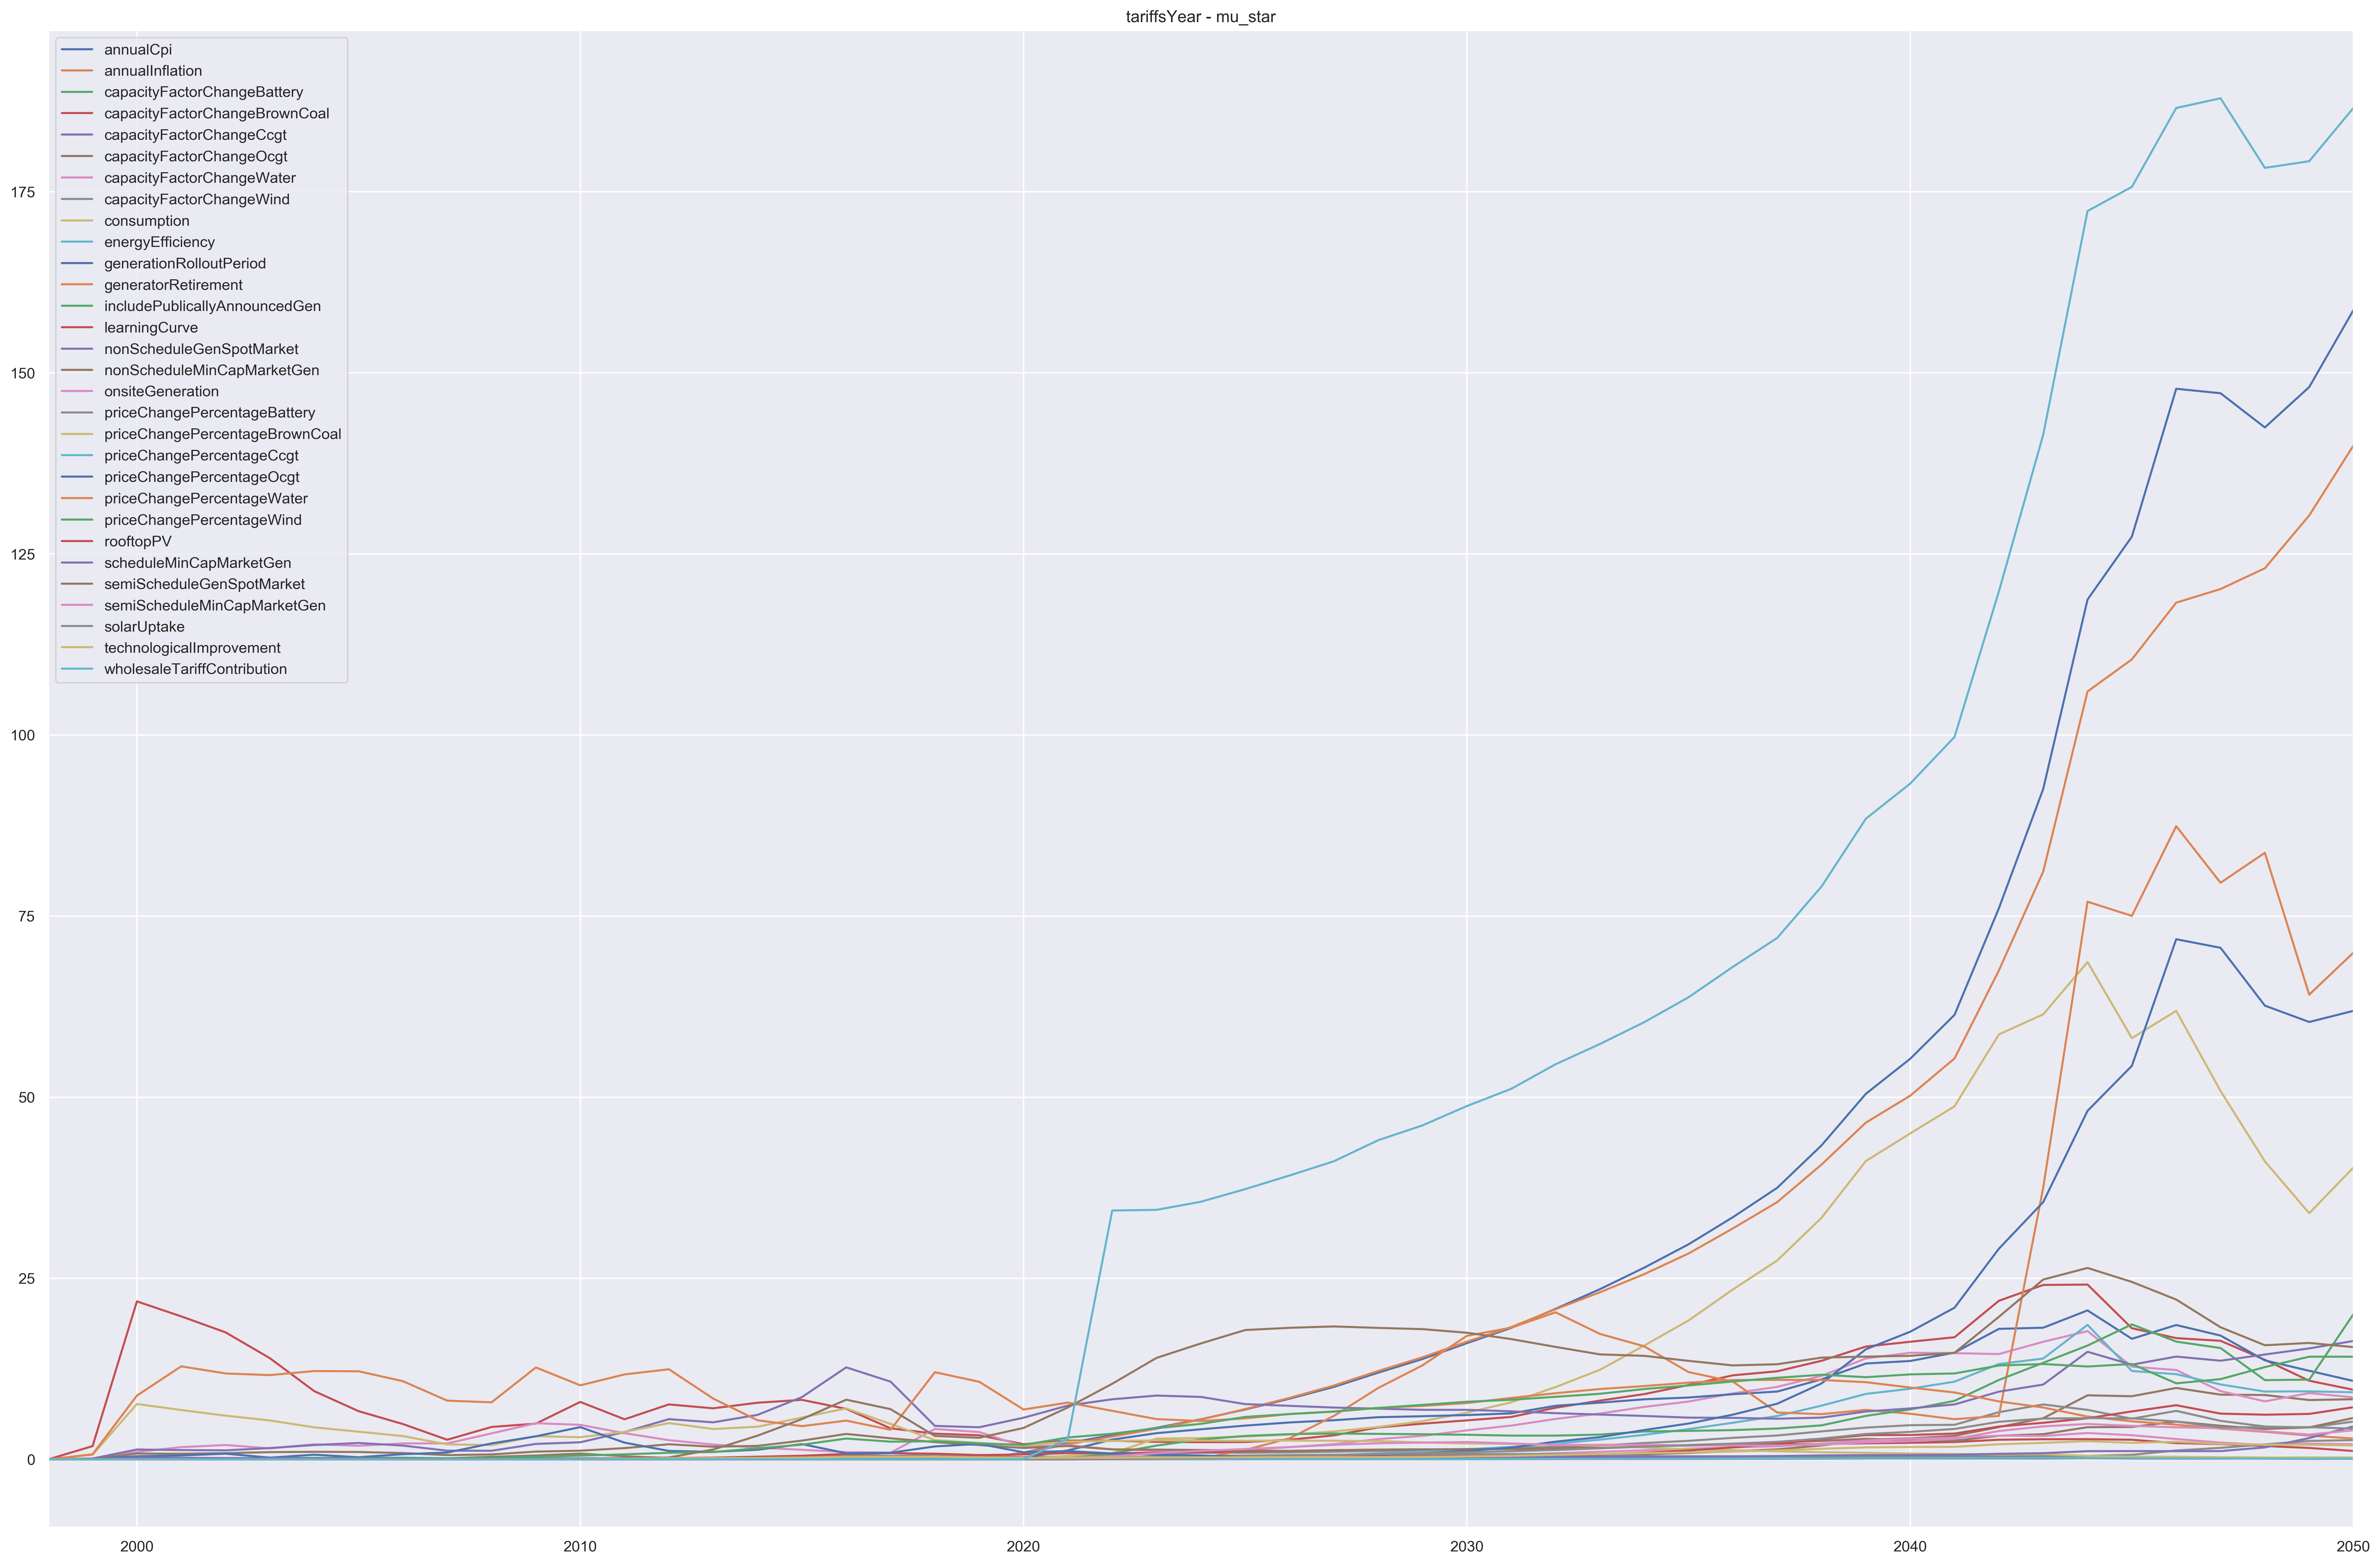 tariffsYear - mu_star
annualCpi
annualInflation
capacityFactorChangeBattery
capacityFactorChangeBrownCoal
capacityFactorChangeCcgt
capacityFactorChangeOcgt
capacityFactorChangeWater
capacityFactorChangeWind
consumption
energyEfficiency
generationRolloutPeriod
generatorRetirement
includePublicallyAnnouncedGen
learningCurve
nonScheduleGenSpotMarket
nonScheduleMinCapMarketGen
onsiteGeneration
priceChangePercentageBattery
priceChangePercentageBrownCoal
priceChangePercentageCcgt
priceChangePercentageOcgt
priceChangePercentageWater
priceChangePercentageWind
rooftopPV
scheduleMinCapMarketGen
semiScheduleGenSpotMarket
semiScheduleMinCapMarketGen
solarUptake
technologicalImprovement
wholesaleTariffContribution
175
150
125
100
75
50
25
0
2000 2010 2020 2030 2040 2050